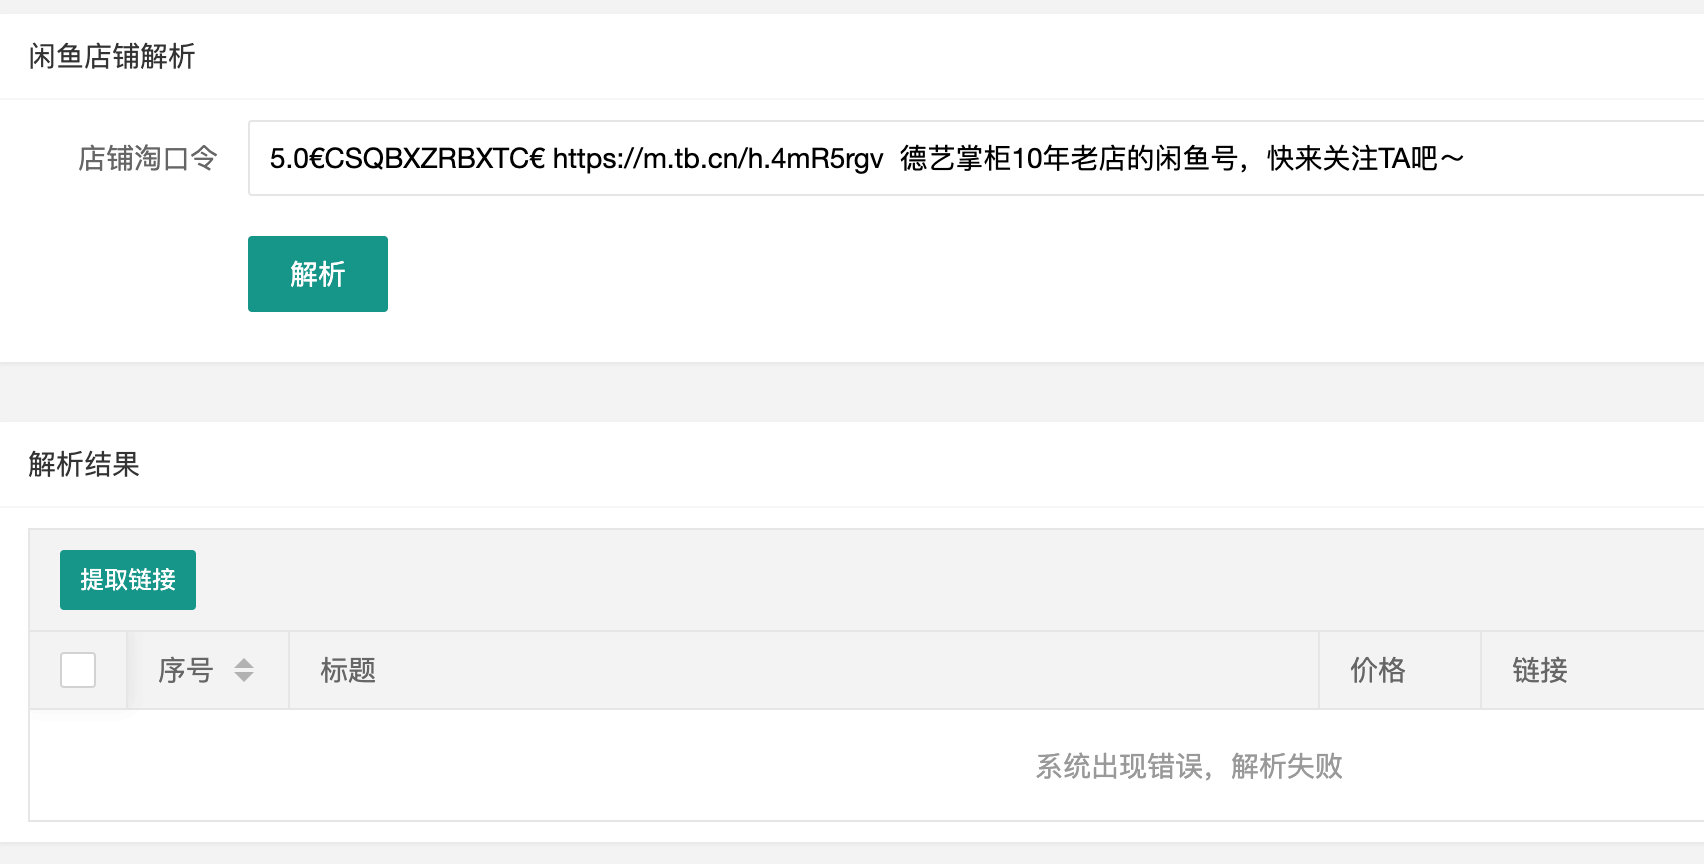 闲鱼店铺解析
店铺淘口令
5.0€CSQBXZRBXTC€ https://m.tb.cn/h.4mR5rgv  德艺掌柜10年老店的闲鱼号，快来关注TA吧～
解析
解析结果
提取链接
序号 标题 价格 链接
系统出现错误，解析失败